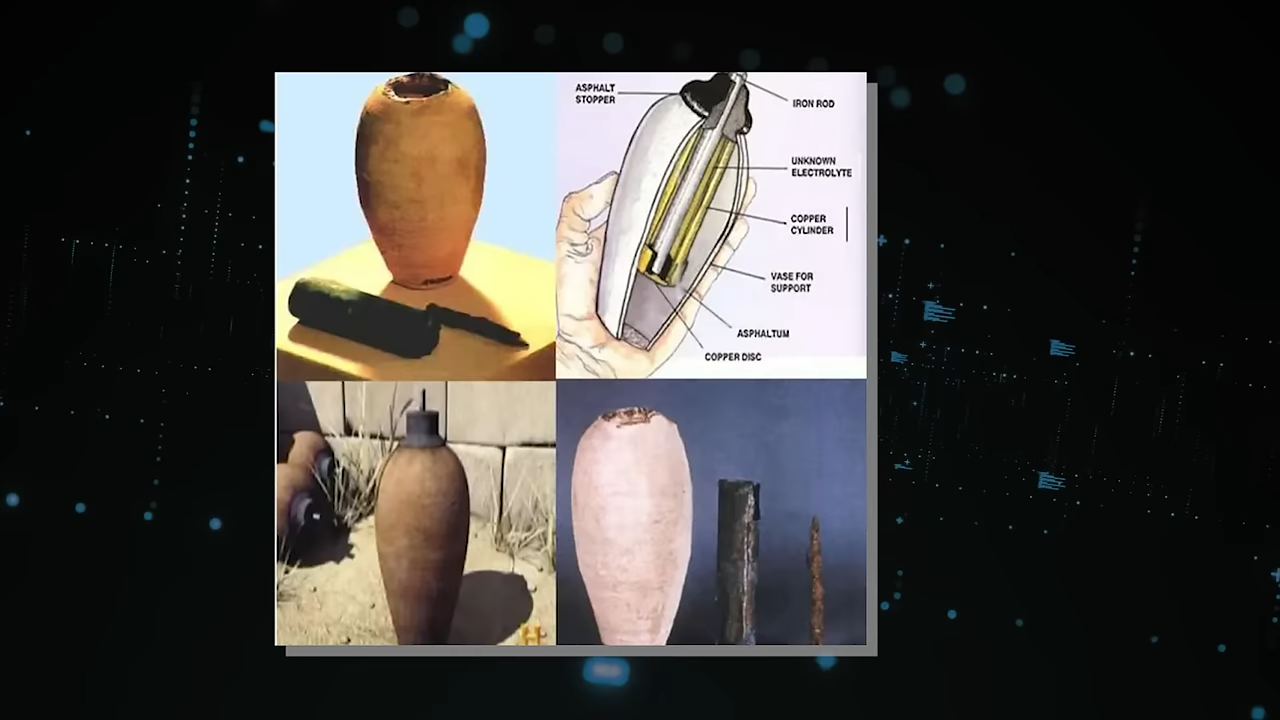 ASPHALT
STOPPER
IRON ROD
UNKNOWN
ELECTROLYTE
COPPER
CYLINDER
VASE FOR
SUPPORT
ASPHALTUM
COPPER DISC
H